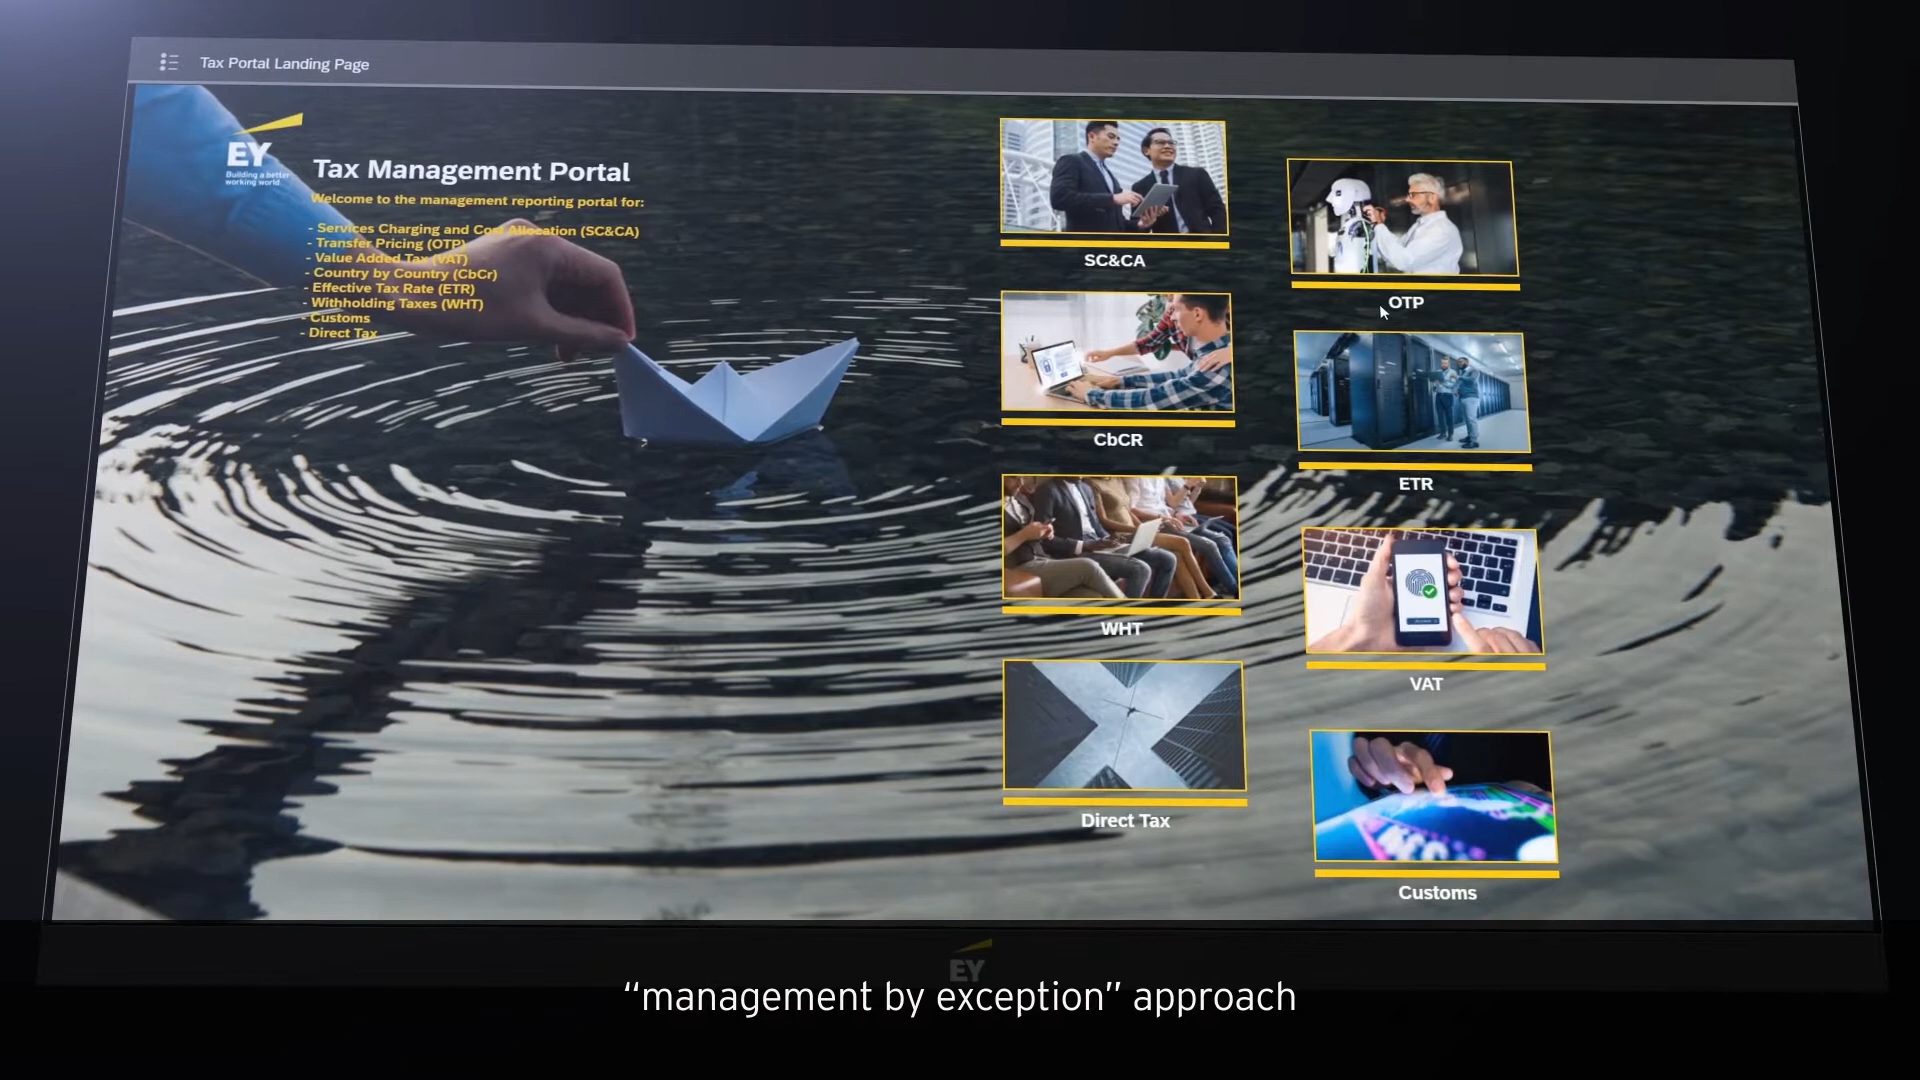 Tax Portal Landing Page
EY
Building a better
working world
Tax Management Portal
Welcome to the management reporting portal for:
- Services Charging and Cost Allocation (SC&CA)
- Transfer Pricing (OTP)
- Value Added Tax (VAT)
- Country by Country (CbCr)
- Effective Tax Rate (ETR)
- Withholding Taxes (WHT)
- Customs
- Direct Tax
SC&CA
OTP
CbCR
ETR
WHT
VAT
Direct Tax
Customs
EY
“management by exception” approach